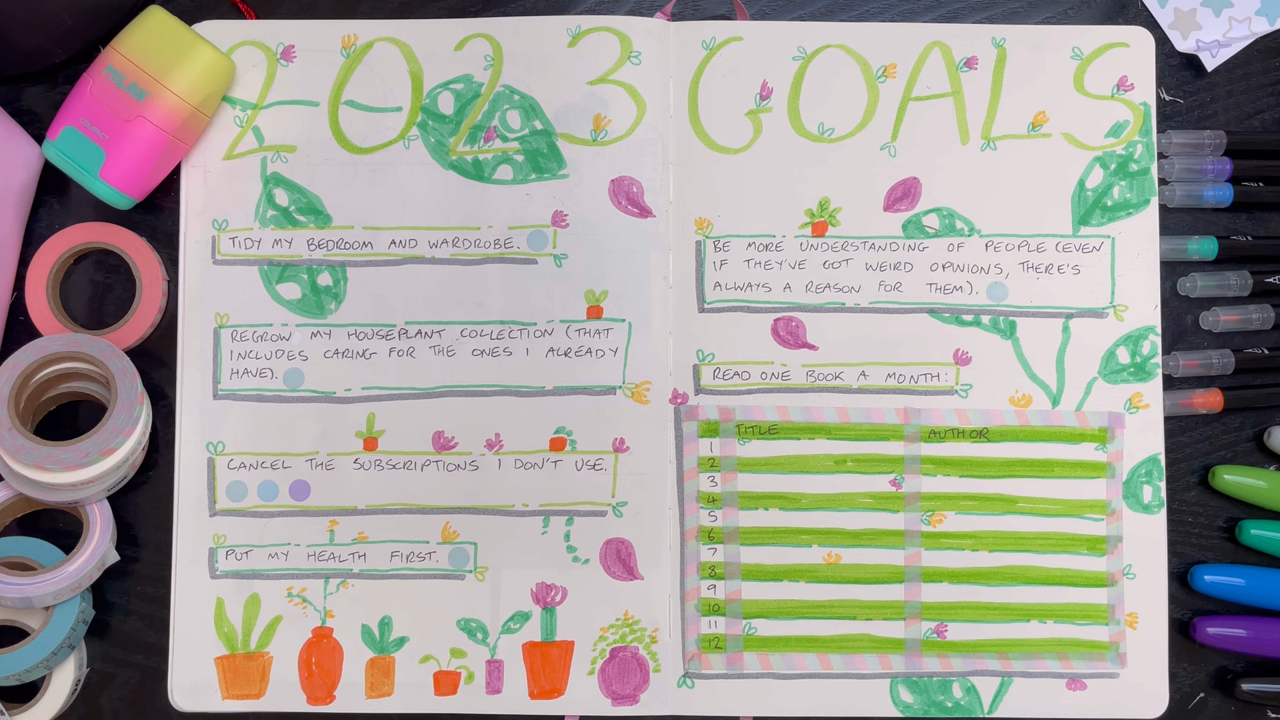 2023 GOALS
MILAN
COMPACT
TIDY MY BEDROOM AND WARDROBE.
REGROW MY HOUSEPLANT COLLECTION (THAT
INCLUDES CARING FOR THE ONES I ALREADY
HAVE).
CANCEL THE SUBSCRIPTIONS I DON'T USE.
PUT MY HEALTH FIRST.
BE MORE UNDERSTANDING OF PEOPLE (EVEN
IF THEY'VE GOT WEIRD OPINIONS, THERE'S
ALWAYS A REASON FOR THEM).
READ ONE BOOK A MONTH:
TITLE AUTHOR
1
2
3
4
5
6
7
8
9
10
11
12